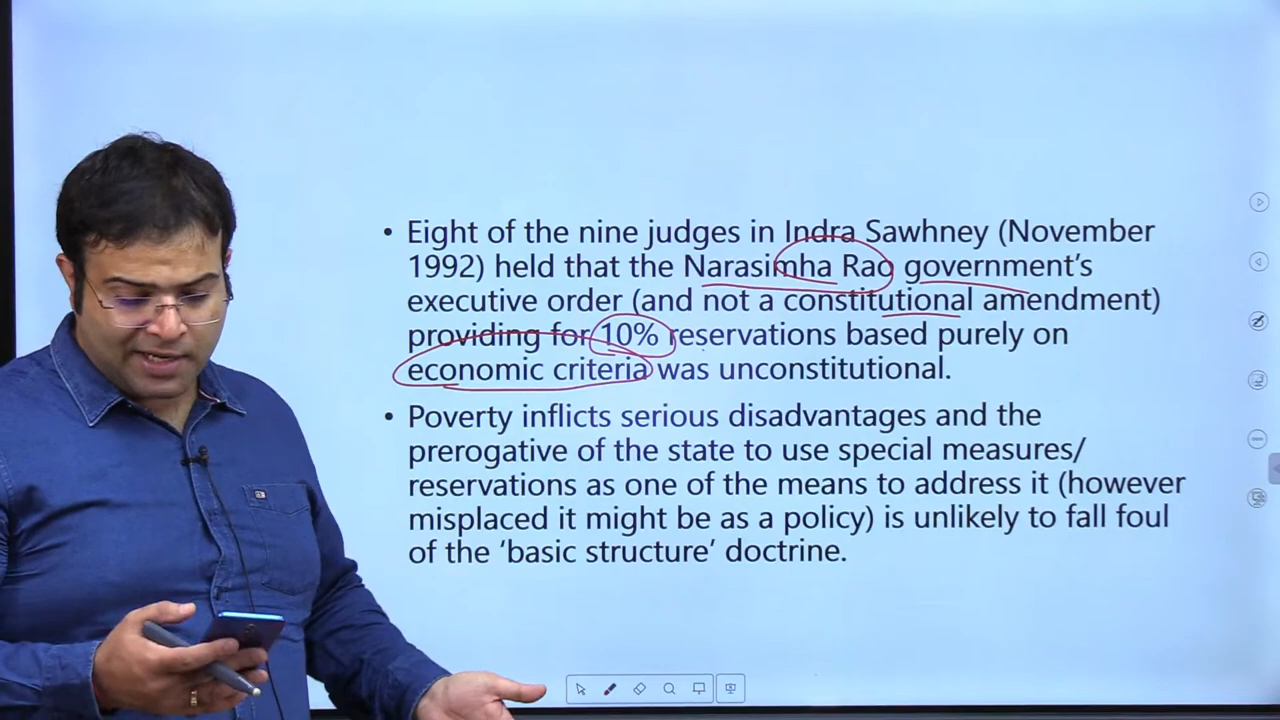 • Eight of the nine judges in Indra Sawhney (November
1992) held that the Narasimha Rao government's
executive order (and not a constitutional amendment)
providing for 10% reservations based purely on
economic criteria was unconstitutional.
• Poverty inflicts serious disadvantages and the
prerogative of the state to use special measures/
reservations as one of the means to address it (however
misplaced it might be as a policy) is unlikely to fall foul
of the 'basic structure' doctrine.